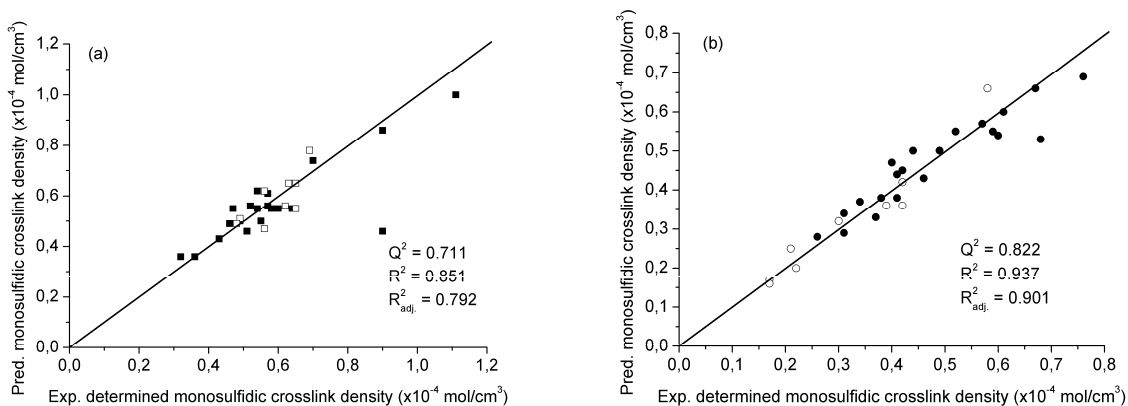 (a)
Pred. monosulfidic crosslink density (x10⁻⁴ mol/cm³)
1,2
1,0
0,8
0,6
0,4
0,2
0,0
Q² = 0.711
R² = 0.851
R²adj. = 0.792
0,0 0,2 0,4 0,6 0,8 1,0 1,2
Exp. determined monosulfidic crosslink density (x10⁻⁴ mol/cm³)
(b)
Pred. monosulfidic crosslink density (x10⁻⁴ mol/cm³)
0,8
0,7
0,6
0,5
0,4
0,3
0,2
0,1
0,0
Q² = 0.822
R² = 0.937
R²adj. = 0.901
0,0 0,1 0,2 0,3 0,4 0,5 0,6 0,7 0,8
Exp. determined monosulfidic crosslink density (x10⁻⁴ mol/cm³)